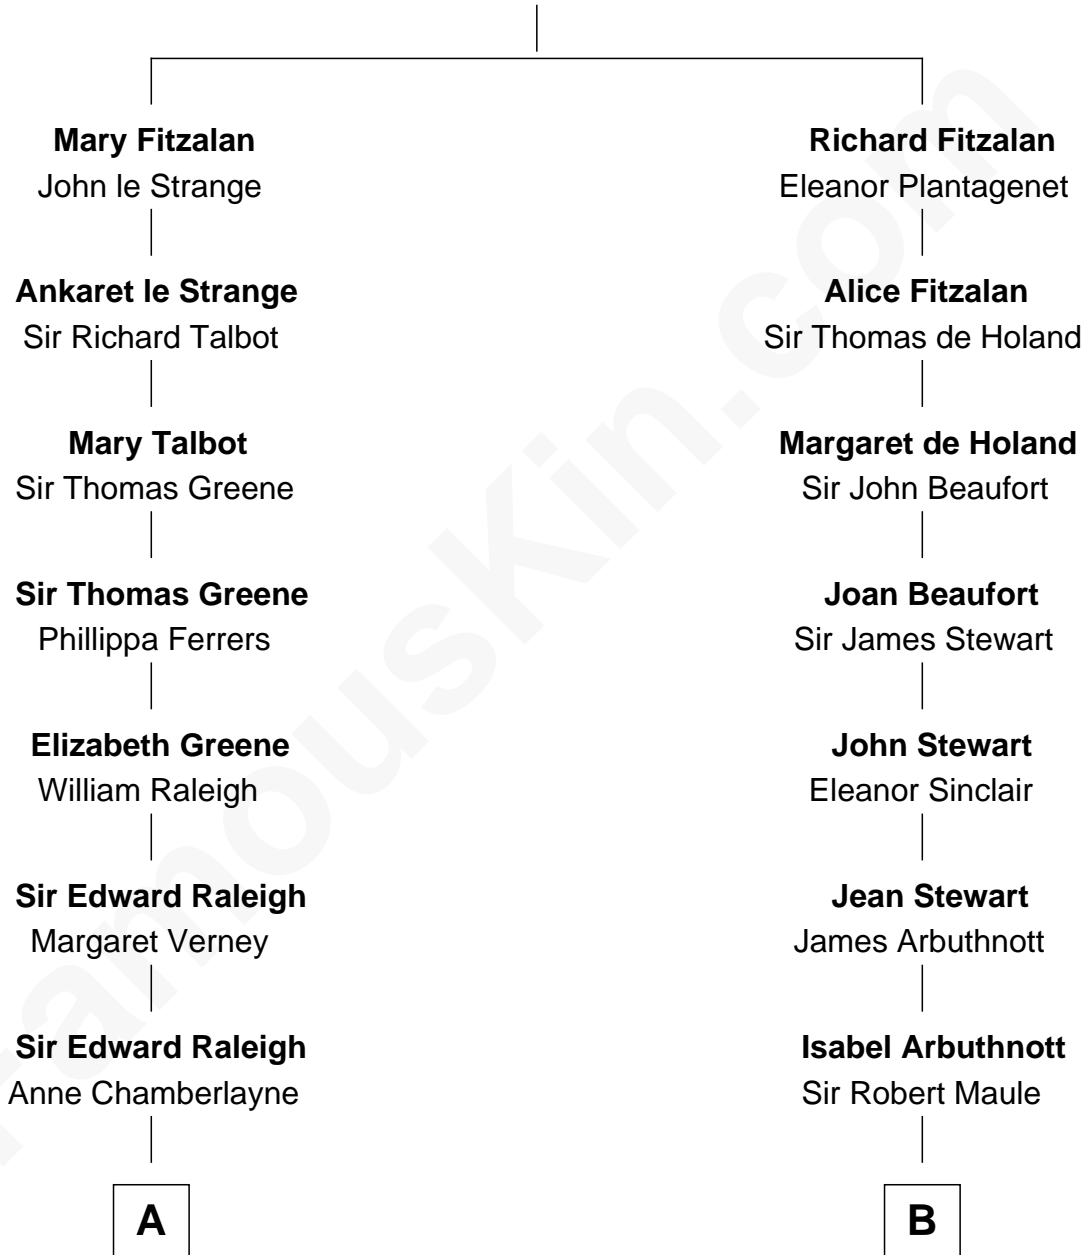 Mary Fitzalan
John le Strange
Richard Fitzalan
Eleanor Plantagenet
Ankaret le Strange
Sir Richard Talbot
Alice Fitzalan
Sir Thomas de Holand
Mary Talbot
Sir Thomas Greene
Margaret de Holand
Sir John Beaufort
Sir Thomas Greene
Phillippa Ferrers
Joan Beaufort
Sir James Stewart
Elizabeth Greene
William Raleigh
John Stewart
Eleanor Sinclair
Sir Edward Raleigh
Margaret Verney
Jean Stewart
James Arbuthnott
Sir Edward Raleigh
Anne Chamberlayne
Isabel Arbuthnott
Sir Robert Maule
A
B
FamousKin.com